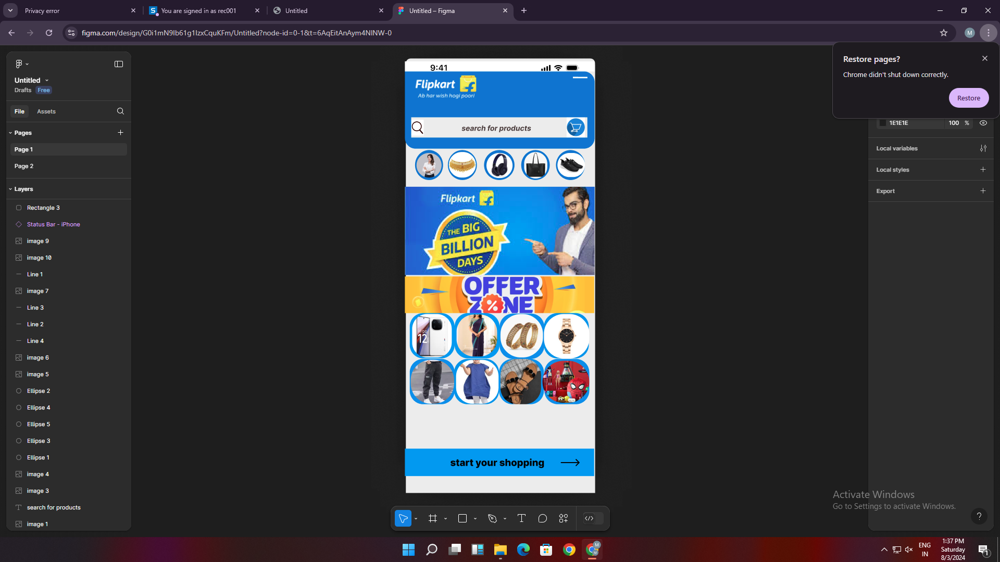 Privacy error
You are signed in as rec001
Untitled
Untitled – Figma
figma.com/design/G0i1mN9Ib61g1IzxCquKFm/Untitled?node-id=0-1&t=6AqEitAnAym4NINW-0
M
Restore pages?
Chrome didn't shut down correctly.
Restore
Untitled
Drafts Free
File Assets
Pages
Page 1
Page 2
Layers
Rectangle 3
Status Bar - iPhone
image 9
image 10
Line 1
image 7
Line 3
Line 2
Line 4
image 6
image 5
Ellipse 2
Ellipse 4
Ellipse 5
Ellipse 3
Ellipse 1
image 4
image 3
search for products
image 1
9:41
Flipkart
Ab har wish hogi poori
search for products
Flipkart
THE BIG
BILLION
DAYS
OFFER
ZONE
%
12
start your shopping
1E1E1E 100 %
Local variables
Local styles
Export
Activate Windows
Go to Settings to activate Windows.
?
ENG
IN
1:37 PM
Saturday
8/3/2024
1